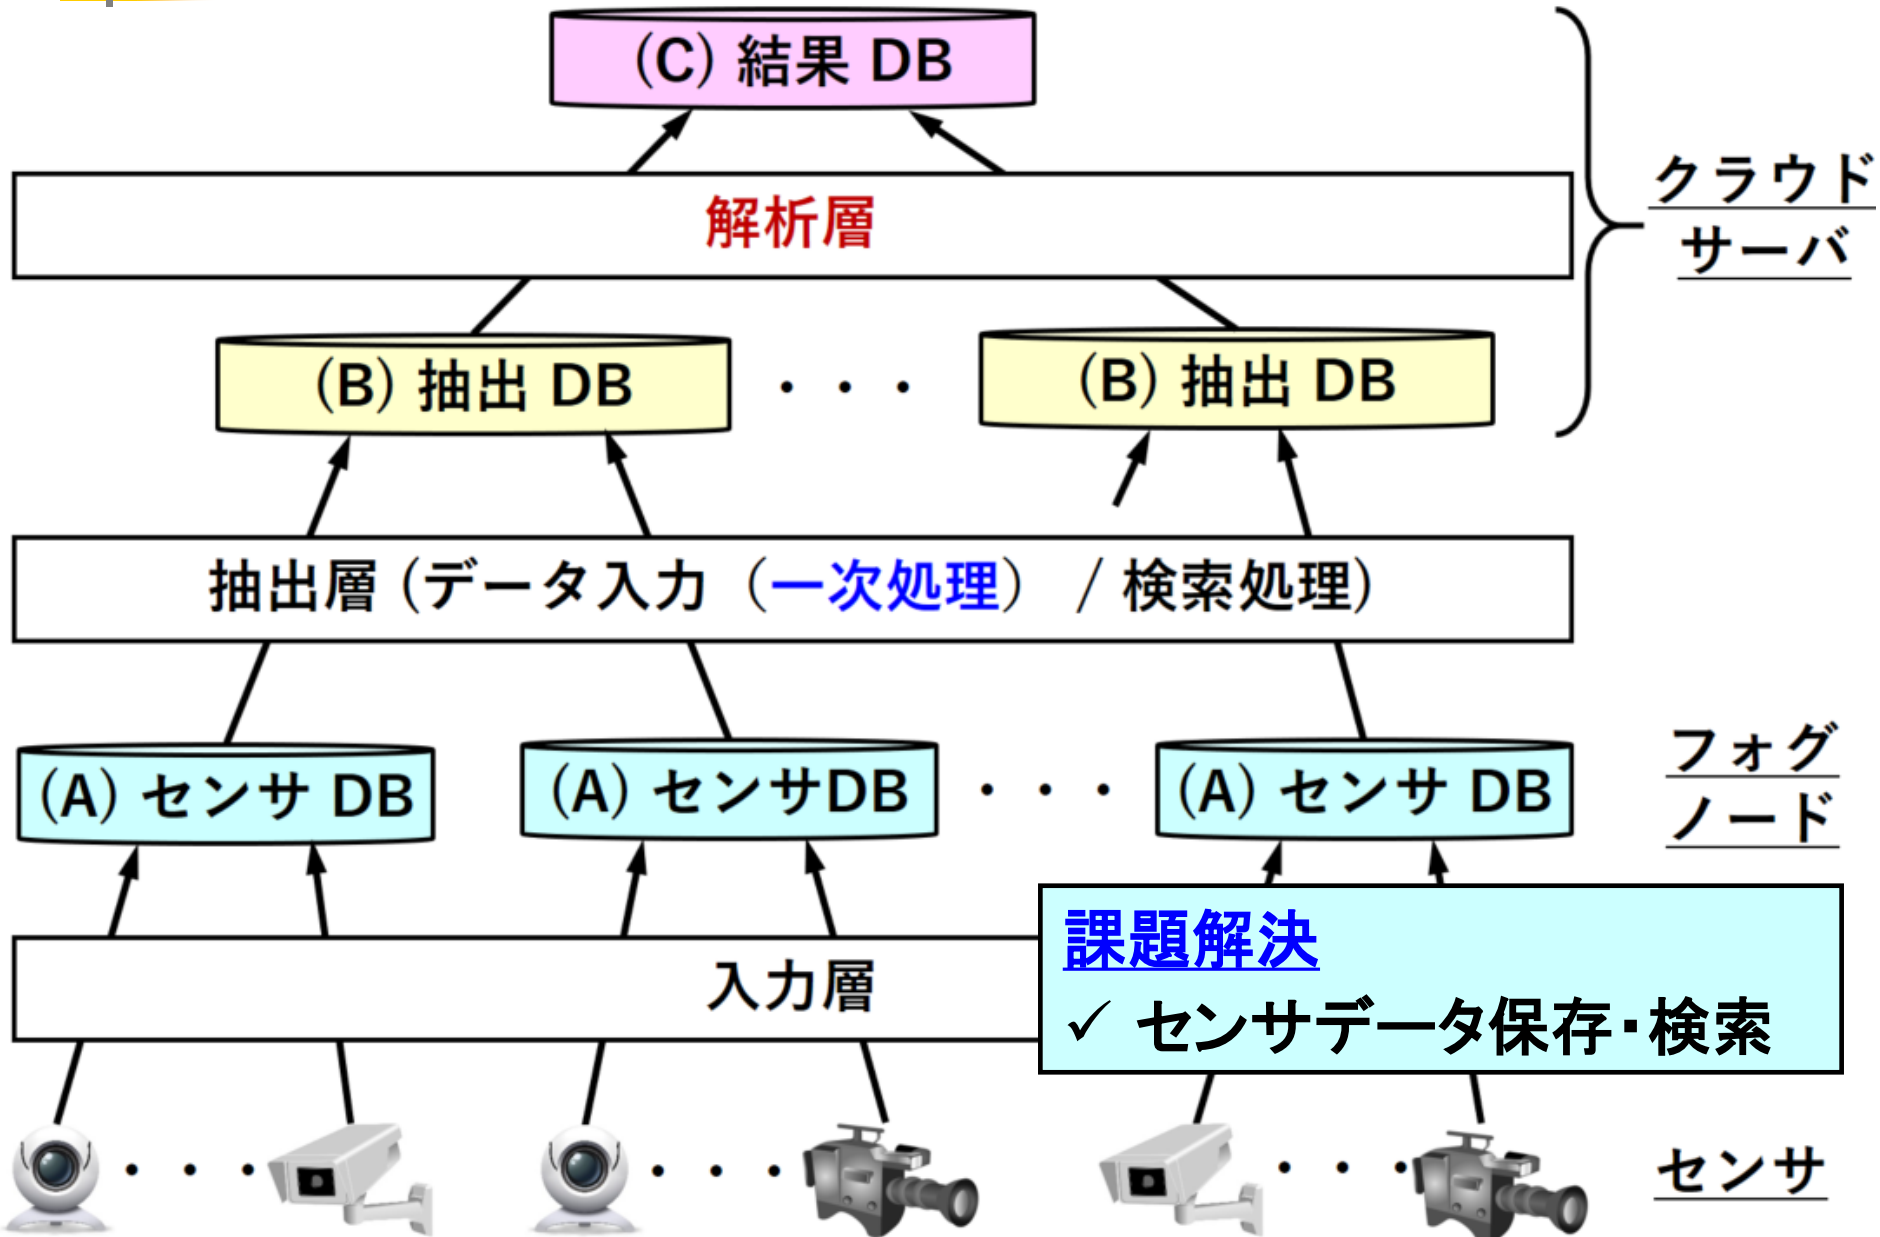 (C) 結果 DB
解析層
クラウド
サーバ
(B) 抽出 DB
・・・
(B) 抽出 DB
抽出層 (データ入力（一次処理） / 検索処理)
(A) センサ DB
(A) センサDB
・・・
(A) センサ DB
フォグ
ノード
入力層
課題解決
✓ センサデータ保存・検索
・・・
・・・
・・・
センサ